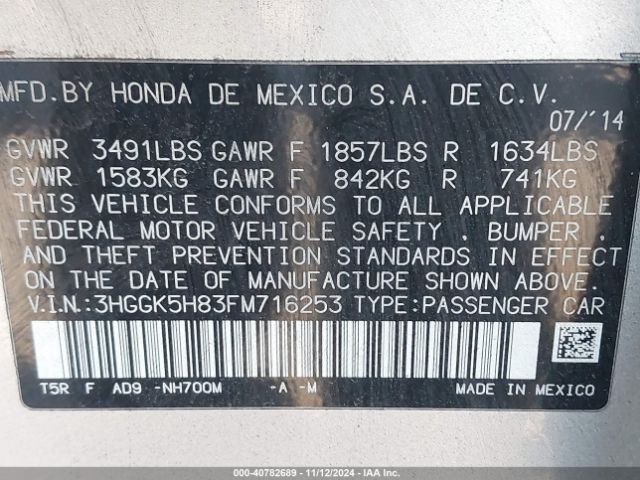 MFD.BY HONDA DE MEXICO S.A. DE C.V.
07/'14
GVWR 3491LBS GAWR F 1857LBS R 1634LBS
GVWR 1583KG GAWR F 842KG R 741KG
THIS VEHICLE CONFORMS TO ALL APPLICABLE
FEDERAL MOTOR VEHICLE SAFETY , BUMPER ,
AND THEFT PREVENTION STANDARDS IN EFFECT
ON THE DATE OF MANUFACTURE SHOWN ABOVE.
V.I.N.:3HGGK5H83FM716253 TYPE:PASSENGER CAR
T5R F AD9 -NH700M -A -M MADE IN MEXICO
000-40782689 - 11/12/2024 - IAA Inc.